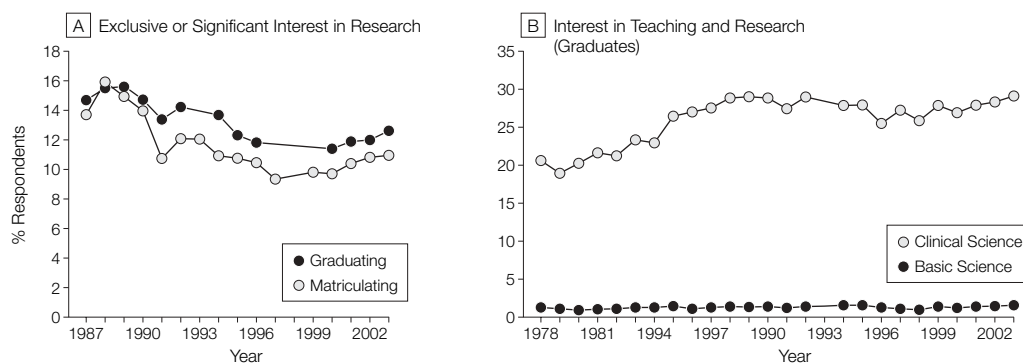 A Exclusive or Significant Interest in Research
18
16
14
12
10
8
6
4
2
0
% Respondents
Graduating
Matriculating
1987 1990 1993 1996 1999 2002
Year
B Interest in Teaching and Research
(Graduates)
35
30
25
20
15
10
5
0
Clinical Science
Basic Science
1978 1981 1994 1997 1990 1993 1996 1999 2002
Year